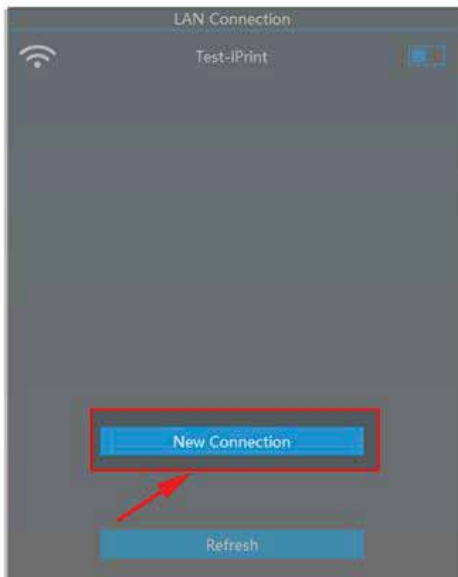 LAN Connection
Test-iPrint
New Connection
Refresh